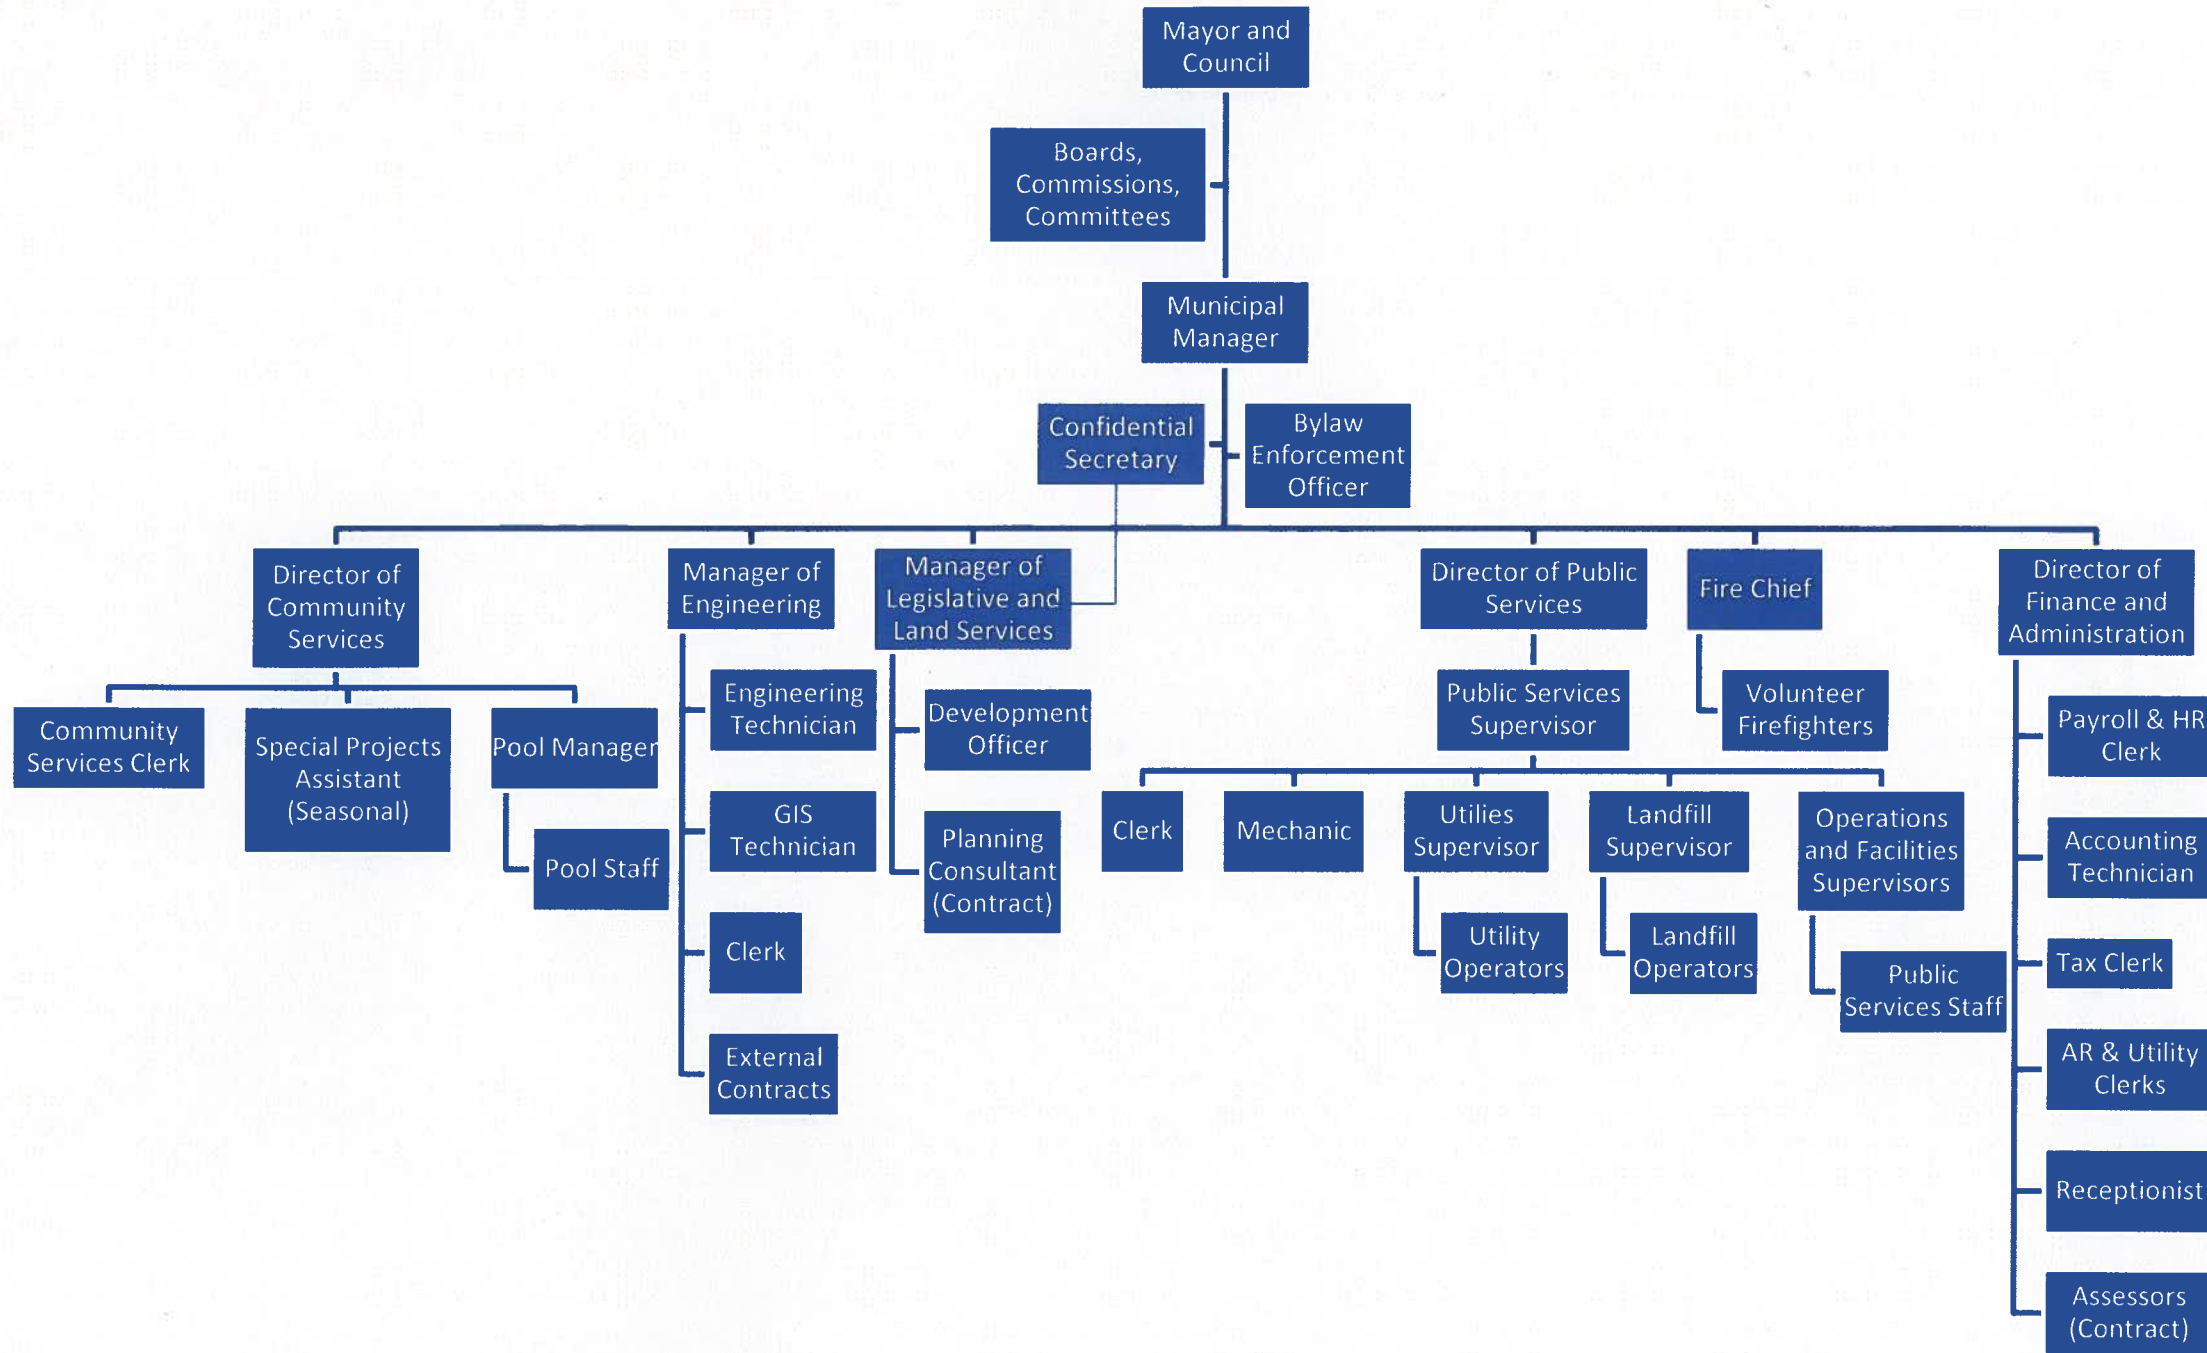 Mayor and
Council
Boards,
Commissions,
Committees
Municipal
Manager
Confidential
Secretary
Bylaw
Enforcement
Officer
Director of
Community
Services
Manager of
Engineering
Manager of
Legislative and
Land Services
Director of Public
Services
Fire Chief
Director of
Finance and
Administration
Community
Services Clerk
Special Projects
Assistant
(Seasonal)
Pool Manager
Pool Staff
Engineering
Technician
GIS
Technician
Clerk
External
Contracts
Development
Officer
Planning
Consultant
(Contract)
Public Services
Supervisor
Clerk
Mechanic
Utilies
Supervisor
Utility
Operators
Landfill
Supervisor
Landfill
Operators
Operations
and Facilities
Supervisors
Public
Services Staff
Volunteer
Firefighters
Payroll & HR
Clerk
Accounting
Technician
Tax Clerk
AR & Utility
Clerks
Receptionist
Assessors
(Contract)